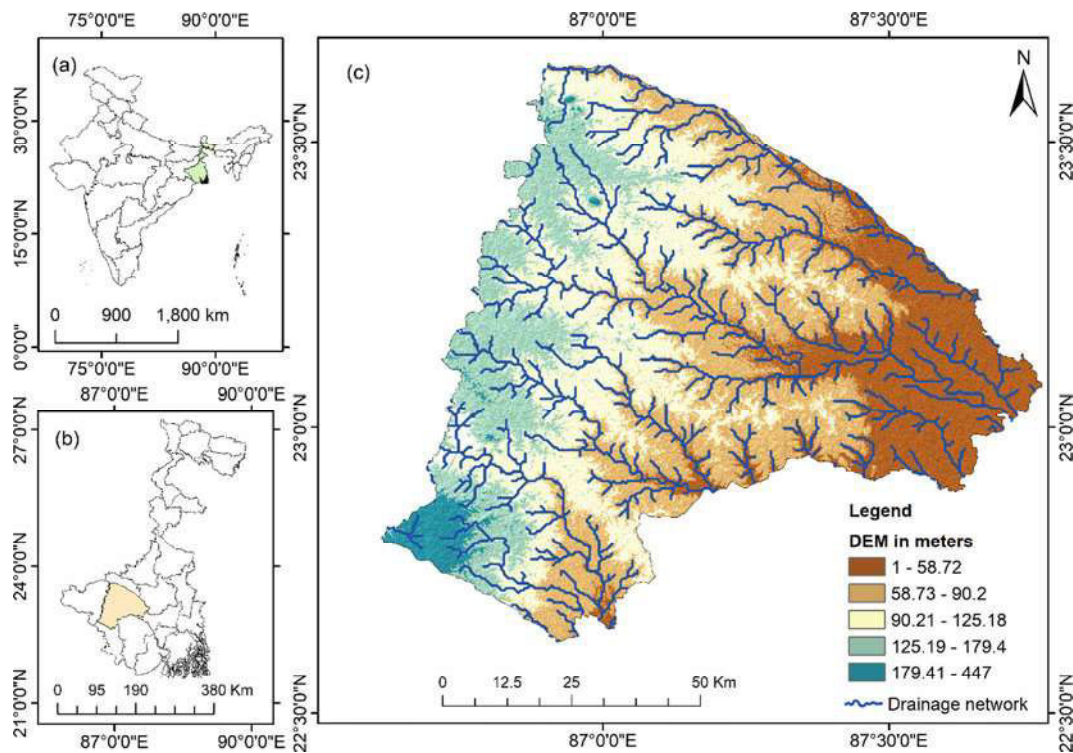 75°0'0"E 90°0'0"E
(a)
30°0'0"N
15°0'0"N
0°0'0"
0 900 1,800 km
75°0'0"E 90°0'0"E
87°0'0"E 90°0'0"E
(b)
27°0'0"N
24°0'0"N
21°0'0"N
0 95 190 380 Km
87°0'0"E 90°0'0"E
87°0'0"E 87°30'0"E
(c)
N
23°30'0"N
23°30'0"N
23°0'0"N
23°0'0"N
22°30'0"N
22°30'0"N
Legend
DEM in meters
1 - 58.72
58.73 - 90.2
90.21 - 125.18
125.19 - 179.4
179.41 - 447
Drainage network
0 12.5 25 50 Km
87°0'0"E 87°30'0"E